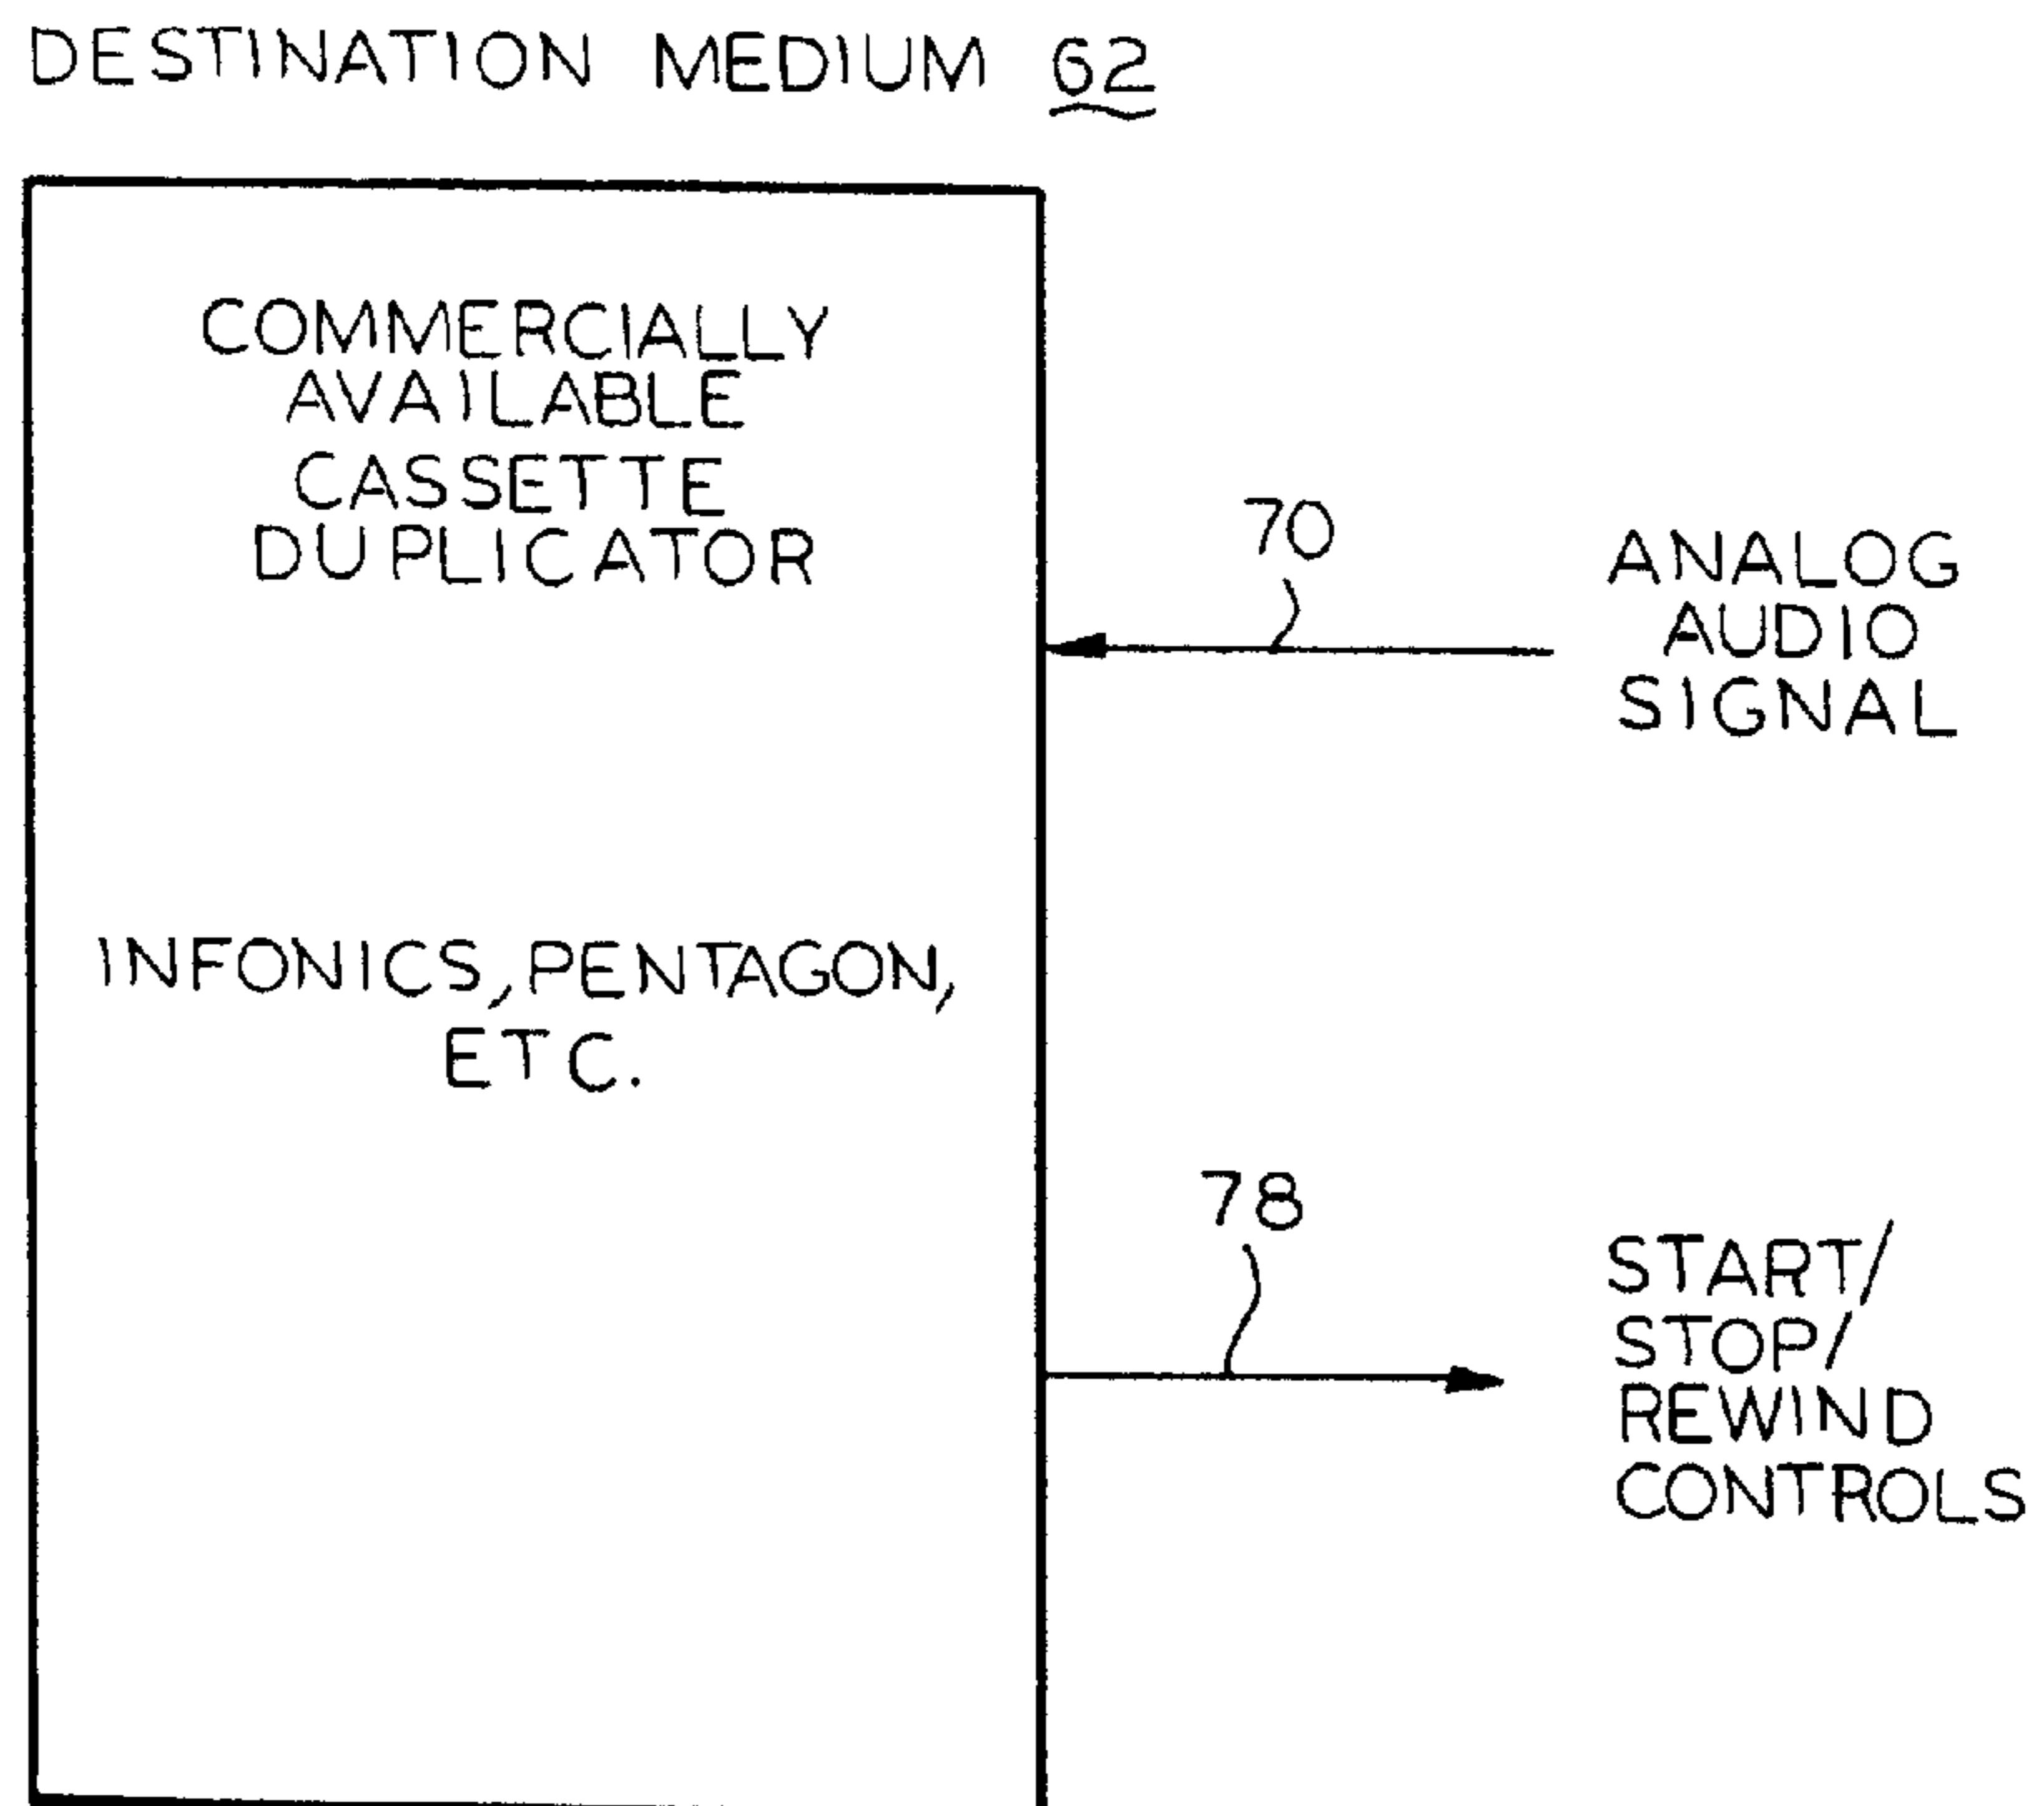 DESTINATION MEDIUM 62
COMMERCIALLY
AVAILABLE
CASSETTE
DUPLICATOR
INFONICS, PENTAGON,
ETC.
70
ANALOG
AUDIO
SIGNAL
78
START/
STOP/
REWIND
CONTROLS